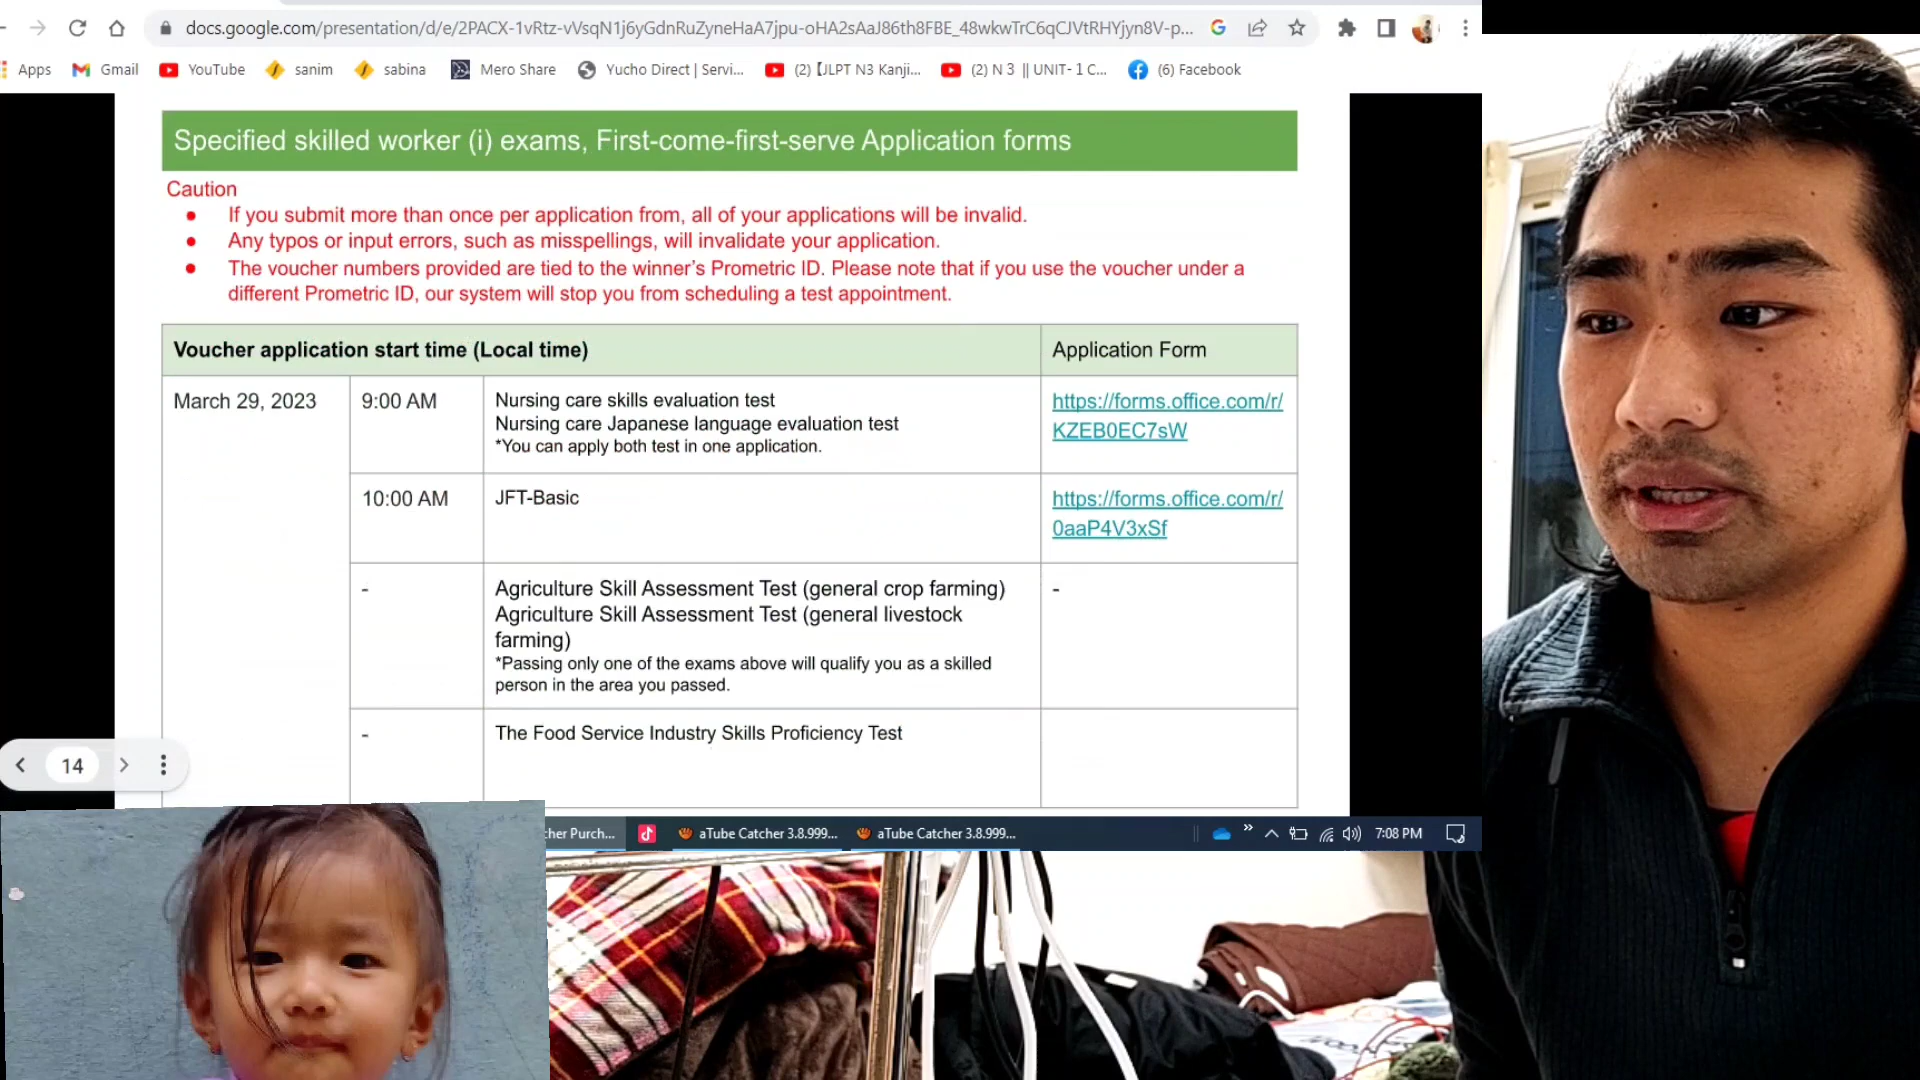 docs.google.com/presentation/d/e/2PACX-1vRtz-vVsqN1j6yGdnRuZyneHaA7jpu-oHA2sAaJ86th8FBE_48wkwTrC6qCJVtRHYjyn8V-p...
Apps Gmail YouTube sanim sabina Mero Share Yucho Direct | Servi... (2)【JLPT N3 Kanji... (2) N 3 || UNIT- 1 C... (6) Facebook
Specified skilled worker (i) exams, First-come-first-serve Application forms
Caution
● If you submit more than once per application from, all of your applications will be invalid.
● Any typos or input errors, such as misspellings, will invalidate your application.
● The voucher numbers provided are tied to the winner's Prometric ID. Please note that if you use the voucher under a
different Prometric ID, our system will stop you from scheduling a test appointment.
Voucher application start time (Local time) Application Form
March 29, 2023 9:00 AM Nursing care skills evaluation test https://forms.office.com/r/
Nursing care Japanese language evaluation test KZEB0EC7sW
*You can apply both test in one application.
10:00 AM JFT-Basic https://forms.office.com/r/
0aaP4V3xSf
- Agriculture Skill Assessment Test (general crop farming) -
Agriculture Skill Assessment Test (general livestock
farming)
*Passing only one of the exams above will qualify you as a skilled
person in the area you passed.
- The Food Service Industry Skills Proficiency Test
14
cher Purch... aTube Catcher 3.8.999... aTube Catcher 3.8.999... 7:08 PM